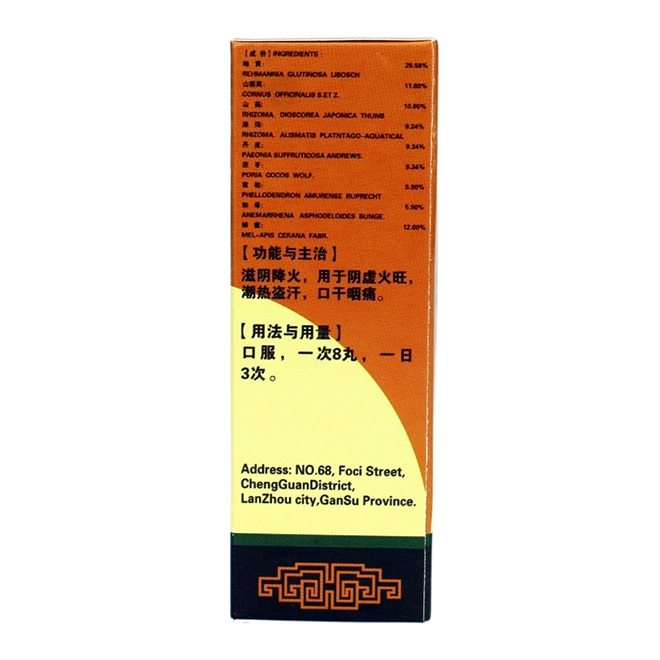 【成份】INGREDIENTS:
地 黄: 25.58%
REHMANNIA GLUTINOSA LIBOSCH
山萸肉: 11.80%
CORNUS OFFICINALIS S.ET Z.
山 药: 10.80%
RHIZOMA. DIOSCOREA JAPONICA THUNB
泽 泻: 9.34%
RHIZOMA. ALISMATIS PLATNTAGO-AQUATICAL
丹 皮: 9.34%
PAEONIA SUFFRUTICOSA ANDREWS.
茯 苓: 9.34%
PORIA COCOS WOLF.
黄 柏: 5.90%
PHELLODENDRON AMURENSE RUPRECHT
知 母: 5.90%
ANEMARRHENA ASPHODELOIDES BUNGE.
蜂 蜜: 12.00%
MEL-APIS CERANA FABR.
【功能与主治】
滋阴降火，用于阴虚火旺，
潮热盗汗，口干咽痛。
【用法与用量】
口服，一次8丸，一日
3次。
Address: NO.68, Foci Street,
ChengGuanDistrict,
LanZhou city,GanSu Province.